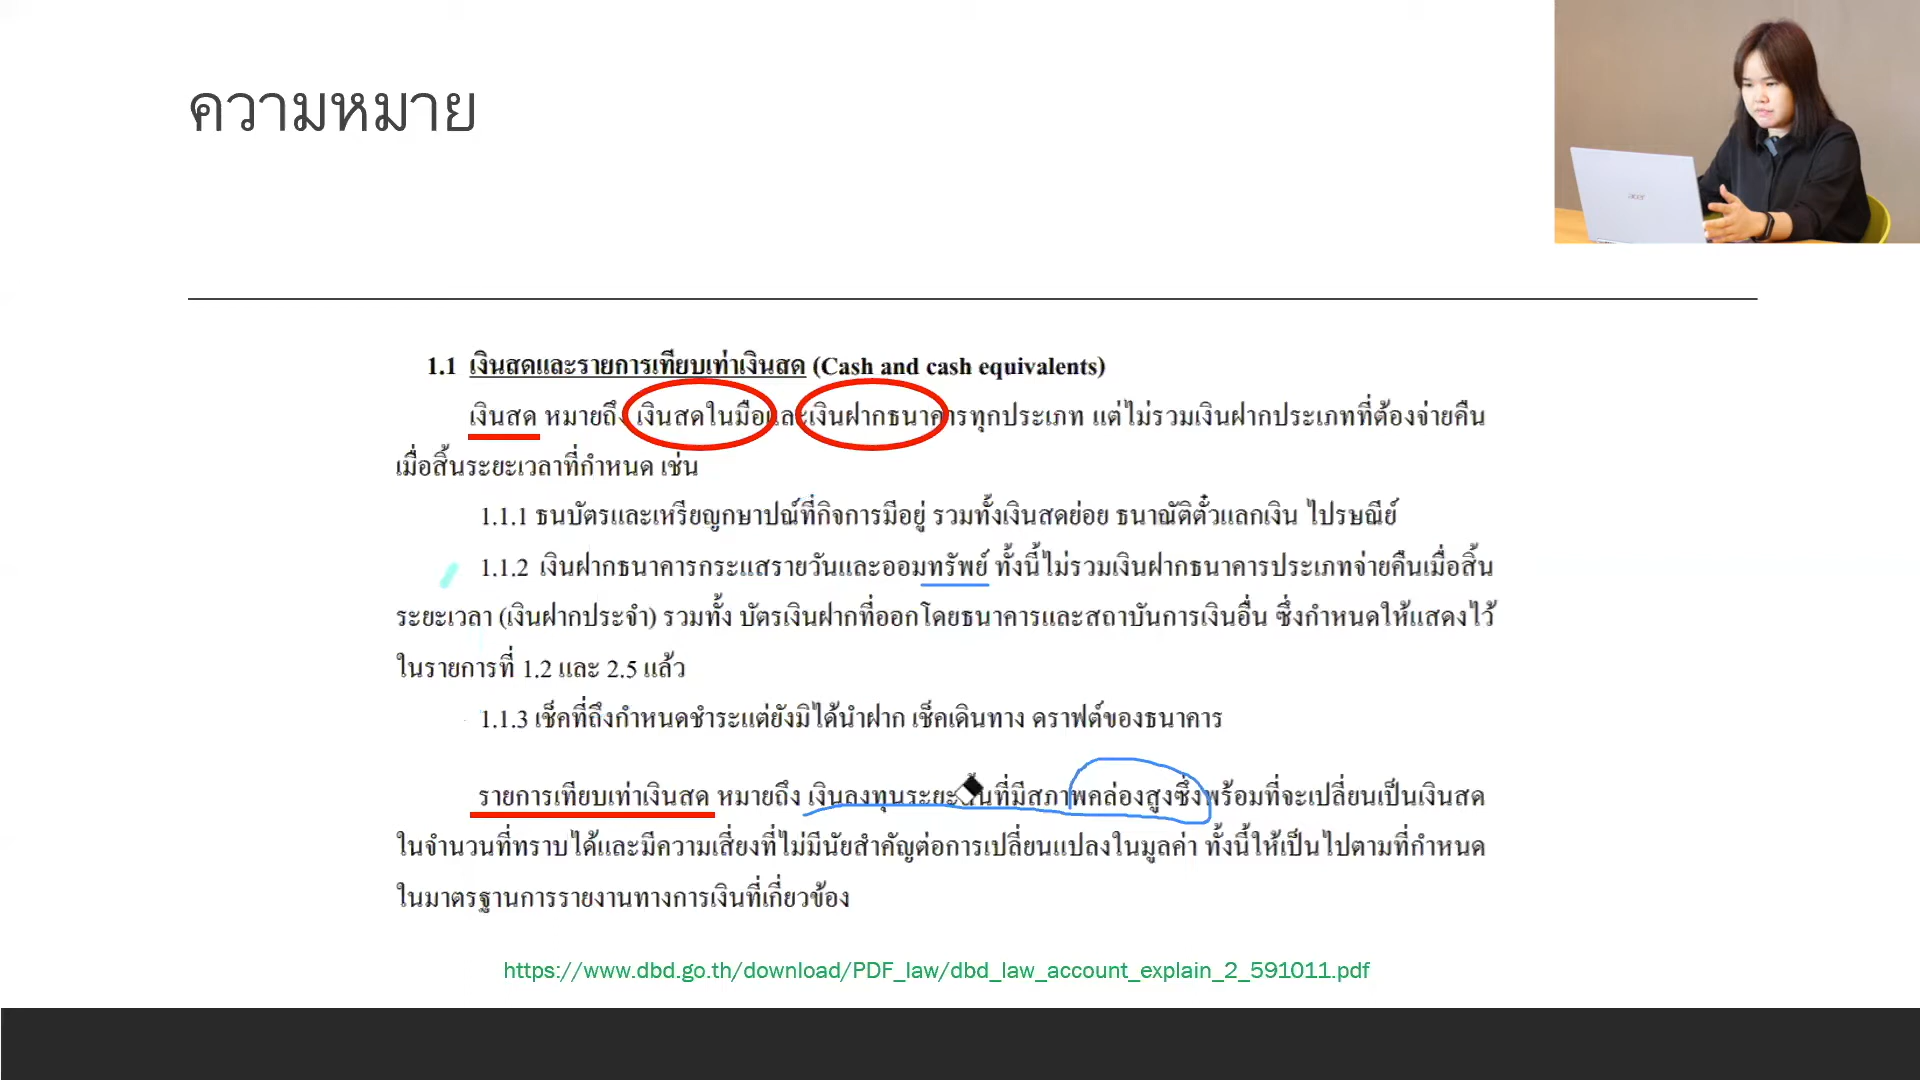 ความหมาย
acer
1.1 เงินสดและรายการเทียบเท่าเงินสด (Cash and cash equivalents)
เงินสด หมายถึง เงินสดในมือและเงินฝากธนาคารทุกประเภท แต่ไม่รวมเงินฝากประเภทที่ต้องจ่ายคืน
เมื่อสิ้นระยะเวลาที่กำหนด เช่น
1.1.1 ธนบัตรและเหรียญกษาปณ์ที่กิจการมีอยู่ รวมทั้งเงินสดย่อย ธนาณัติตั๋วแลกเงิน ไปรษณีย์
1.1.2 เงินฝากธนาคารกระแสรายวันและออมทรัพย์ ทั้งนี้ไม่รวมเงินฝากธนาคารประเภทจ่ายคืนเมื่อสิ้น
ระยะเวลา (เงินฝากประจำ) รวมทั้ง บัตรเงินฝากที่ออกโดยธนาคารและสถาบันการเงินอื่น ซึ่งกำหนดให้แสดงไว้
ในรายการที่ 1.2 และ 2.5 แล้ว
1.1.3 เช็คที่ถึงกำหนดชำระแต่ยังมิได้นำฝาก เช็คเดินทาง ดราฟต์ของธนาคาร
รายการเทียบเท่าเงินสด หมายถึง เงินลงทุนระยะสั้นที่มีสภาพคล่องสูงซึ่งพร้อมที่จะเปลี่ยนเป็นเงินสด
ในจำนวนที่ทราบได้และมีความเสี่ยงที่ไม่มีนัยสำคัญต่อการเปลี่ยนแปลงในมูลค่า ทั้งนี้ให้เป็นไปตามที่กำหนด
ในมาตรฐานการรายงานทางการเงินที่เกี่ยวข้อง
https://www.dbd.go.th/download/PDF_law/dbd_law_account_explain_2_591011.pdf